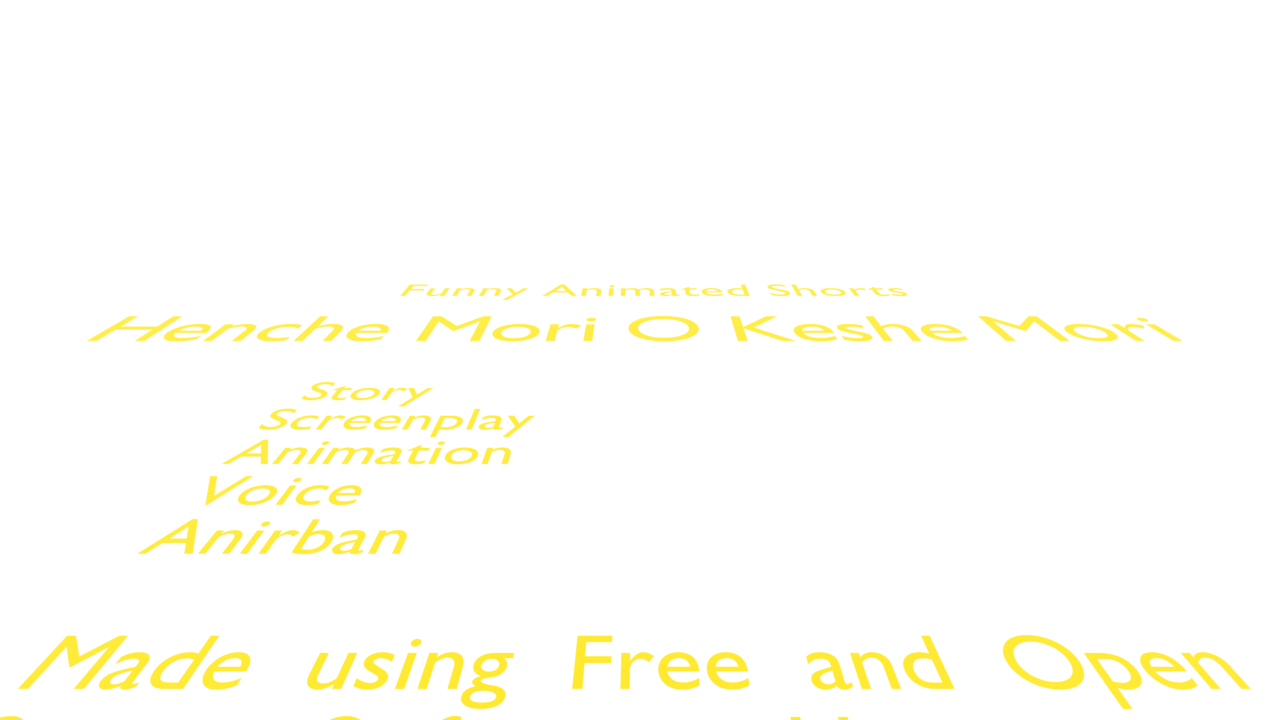 Funny Animated Shorts
Henche Mori O Keshe Mori
Story
Screenplay
Animation
Voice
Anirban
Made using Free and Open